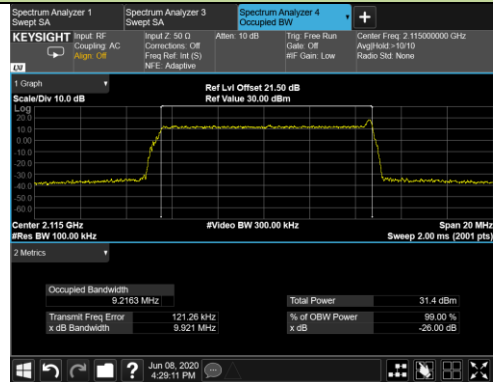 Spectrum Analyzer 1
Swept SA
Spectrum Analyzer 3
Swept SA
Spectrum Analyzer 4
Occupied BW
KEYSIGHT
Input: RF
Coupling: AC
Align: Off
Input Z: 50 Ω
Corrections: Off
Freq Ref: Int (S)
NFE: Adaptive
Atten: 10 dB
Trig: Free Run
Gate: Off
#IF Gain: Low
Center Freq: 2.115000000 GHz
Avg|Hold:>10/10
Radio Std: None
LXI
1 Graph
Scale/Div 10.0 dB
Ref Lvl Offset 21.50 dB
Ref Value 30.00 dBm
Log
20.0
10.0
0.00
-10.0
-20.0
-30.0
-40.0
-50.0
-60.0
Center 2.115 GHz
#Res BW 100.00 kHz
#Video BW 300.00 kHz
Span 20 MHz
Sweep 2.00 ms (2001 pts)
2 Metrics
Occupied Bandwidth
9.2163 MHz
Total Power 31.4 dBm
Transmit Freq Error 121.26 kHz
% of OBW Power 99.00 %
x dB Bandwidth 9.921 MHz
x dB -26.00 dB
?
Jun 08, 2020
4:29:11 PM